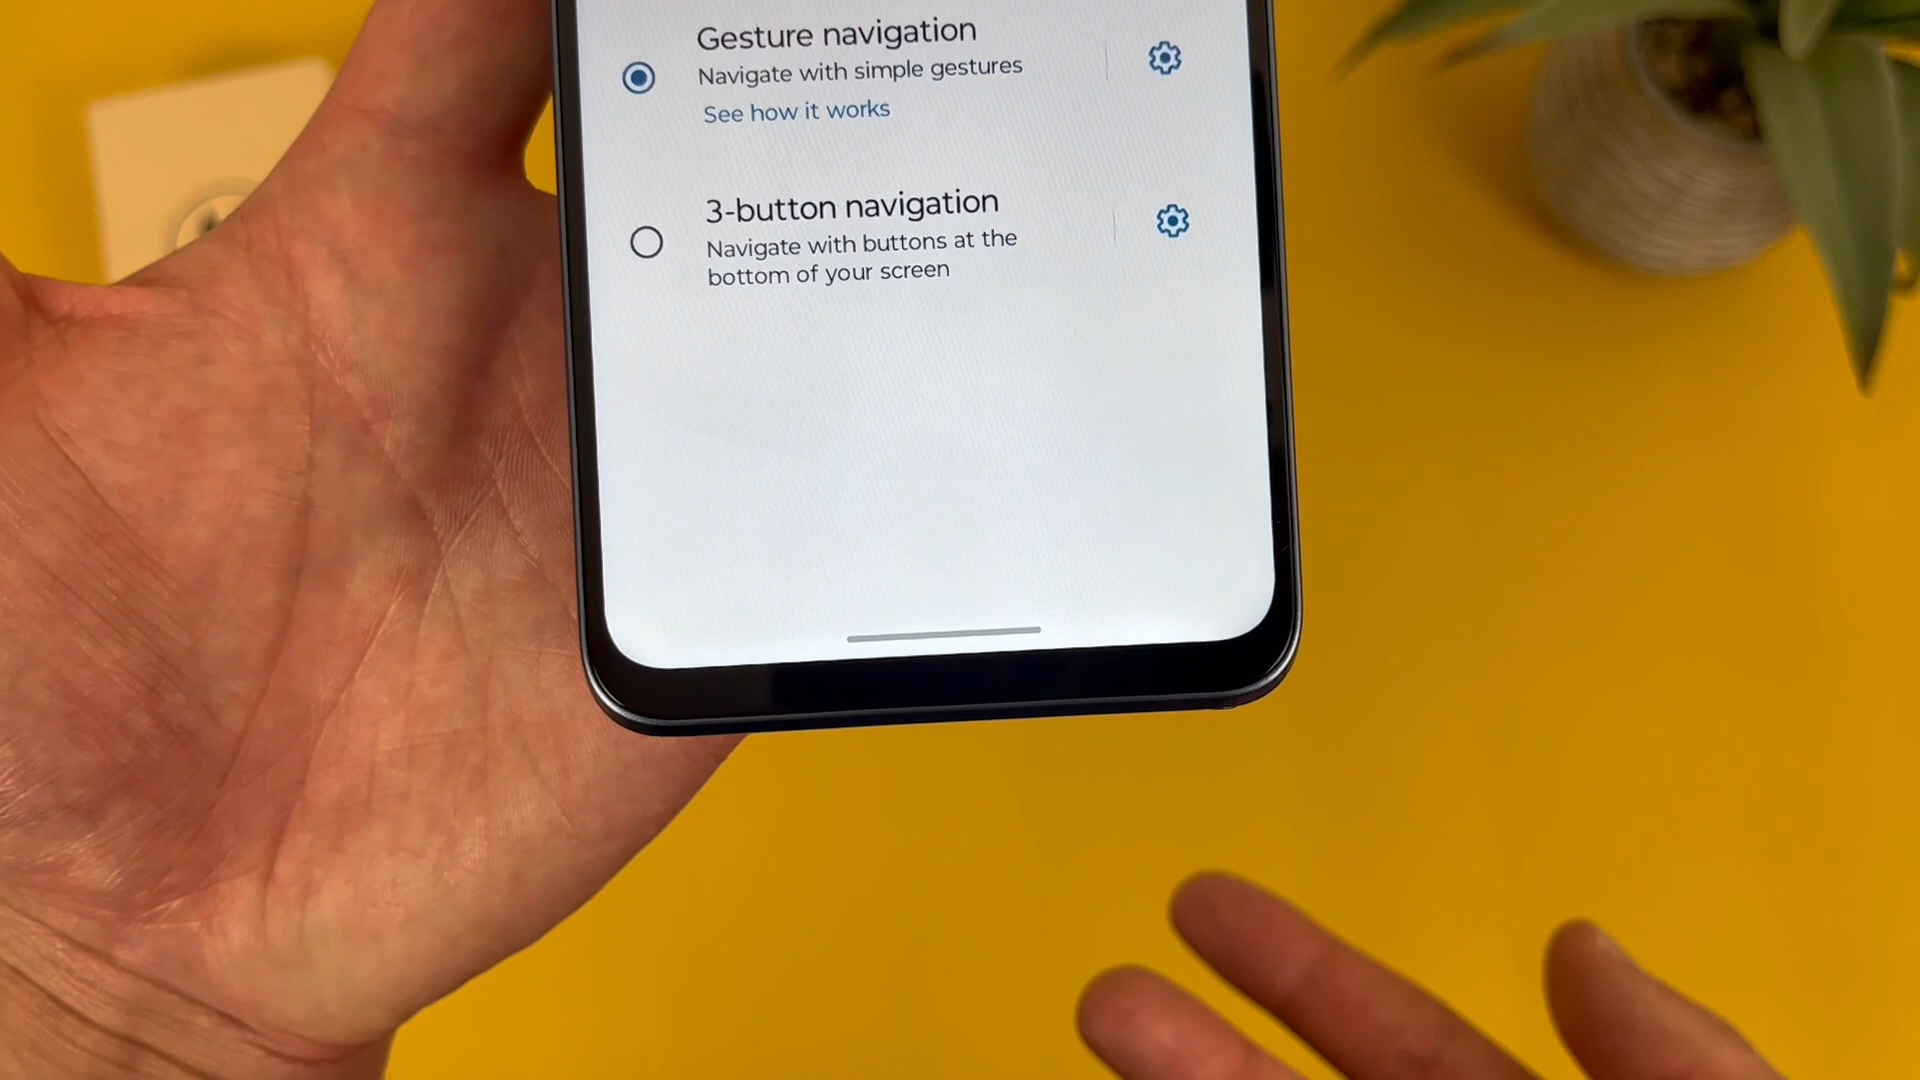 Gesture navigation
Navigate with simple gestures
See how it works
3-button navigation
Navigate with buttons at the
bottom of your screen